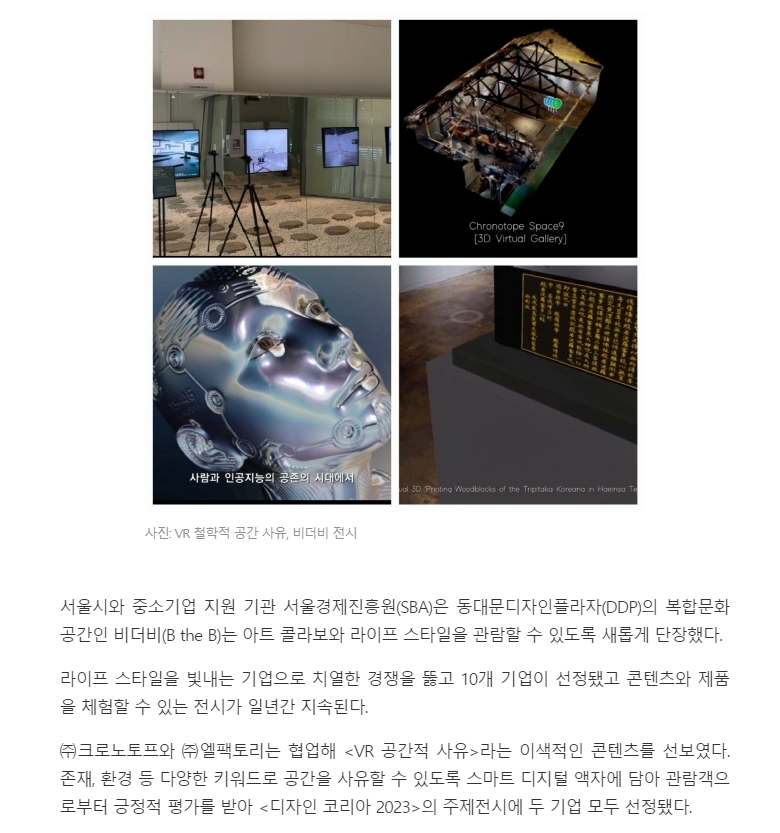 Chronotope Space9
[3D Virtual Gallery]
사람과 인공지능의 공존의 시대에서
ual 3D 'Printing Woodblocks of the Tripitaka Koreana in Haeinsa Te
사진: VR 철학적 공간 사유, 비더비 전시
서울시와 중소기업 지원 기관 서울경제진흥원(SBA)은 동대문디자인플라자(DDP)의 복합문화
공간인 비더비(B the B)는 아트 콜라보와 라이프 스타일을 관람할 수 있도록 새롭게 단장했다.
라이프 스타일을 빛내는 기업으로 치열한 경쟁을 뚫고 10개 기업이 선정됐고 콘텐츠와 제품
을 체험할 수 있는 전시가 일년간 지속된다.
㈜크로노토프와 ㈜엘팩토리는 협업해 <VR 공간적 사유>라는 이색적인 콘텐츠를 선보였다.
존재, 환경 등 다양한 키워드로 공간을 사유할 수 있도록 스마트 디지털 액자에 담아 관람객으
로부터 긍정적 평가를 받아 <디자인 코리아 2023>의 주제전시에 두 기업 모두 선정됐다.